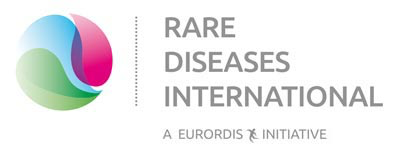 RARE
DISEASES
INTERNATIONAL
A EURORDIS INITIATIVE